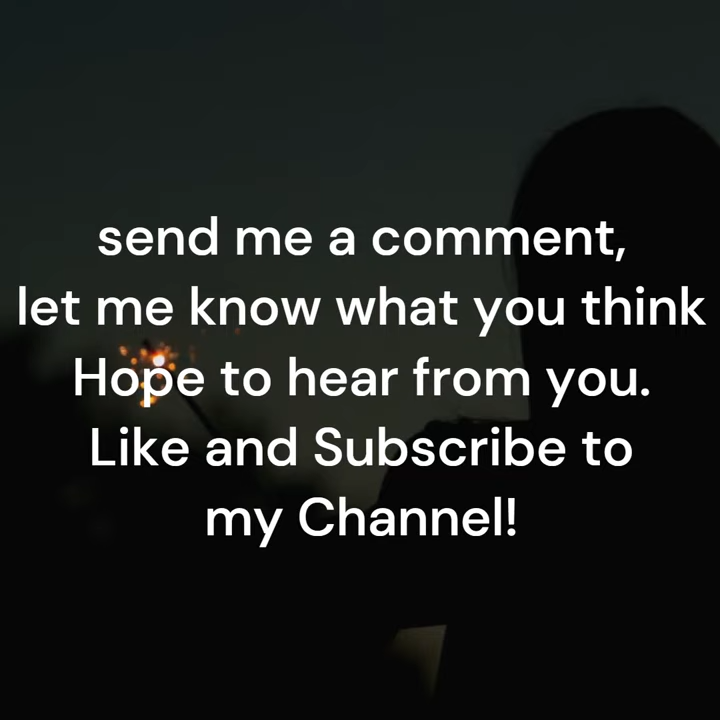 send me a comment,
let me know what you think
Hope to hear from you.
Like and Subscribe to
my Channel!